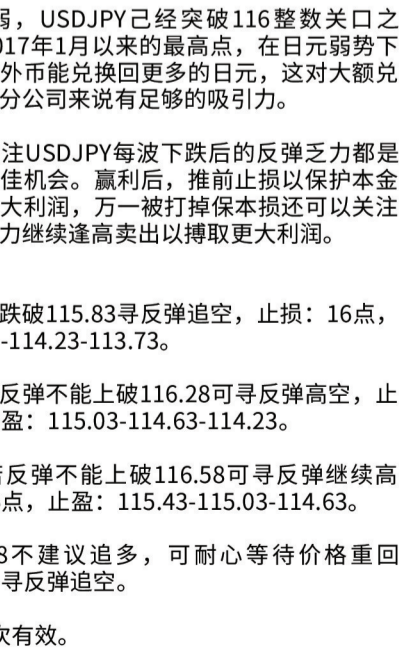 弱，USDJPY己经突破116整数关口之
017年1月以来的最高点，在日元弱势下
外币能兑换回更多的日元，这对大额兑
分公司来说有足够的吸引力。
注USDJPY每波下跌后的反弹乏力都是
佳机会。赢利后，推前止损以保护本金
大利润，万一被打掉保本损还可以关注
力继续逢高卖出以搏取更大利润。
跌破115.83寻反弹追空，止损：16点，
-114.23-113.73。
反弹不能上破116.28可寻反弹高空，止
盈：115.03-114.63-114.23。
反弹不能上破116.58可寻反弹继续高
点，止盈：115.43-115.03-114.63。
8不建议追多，可耐心等待价格重回
寻反弹追空。
次有效。